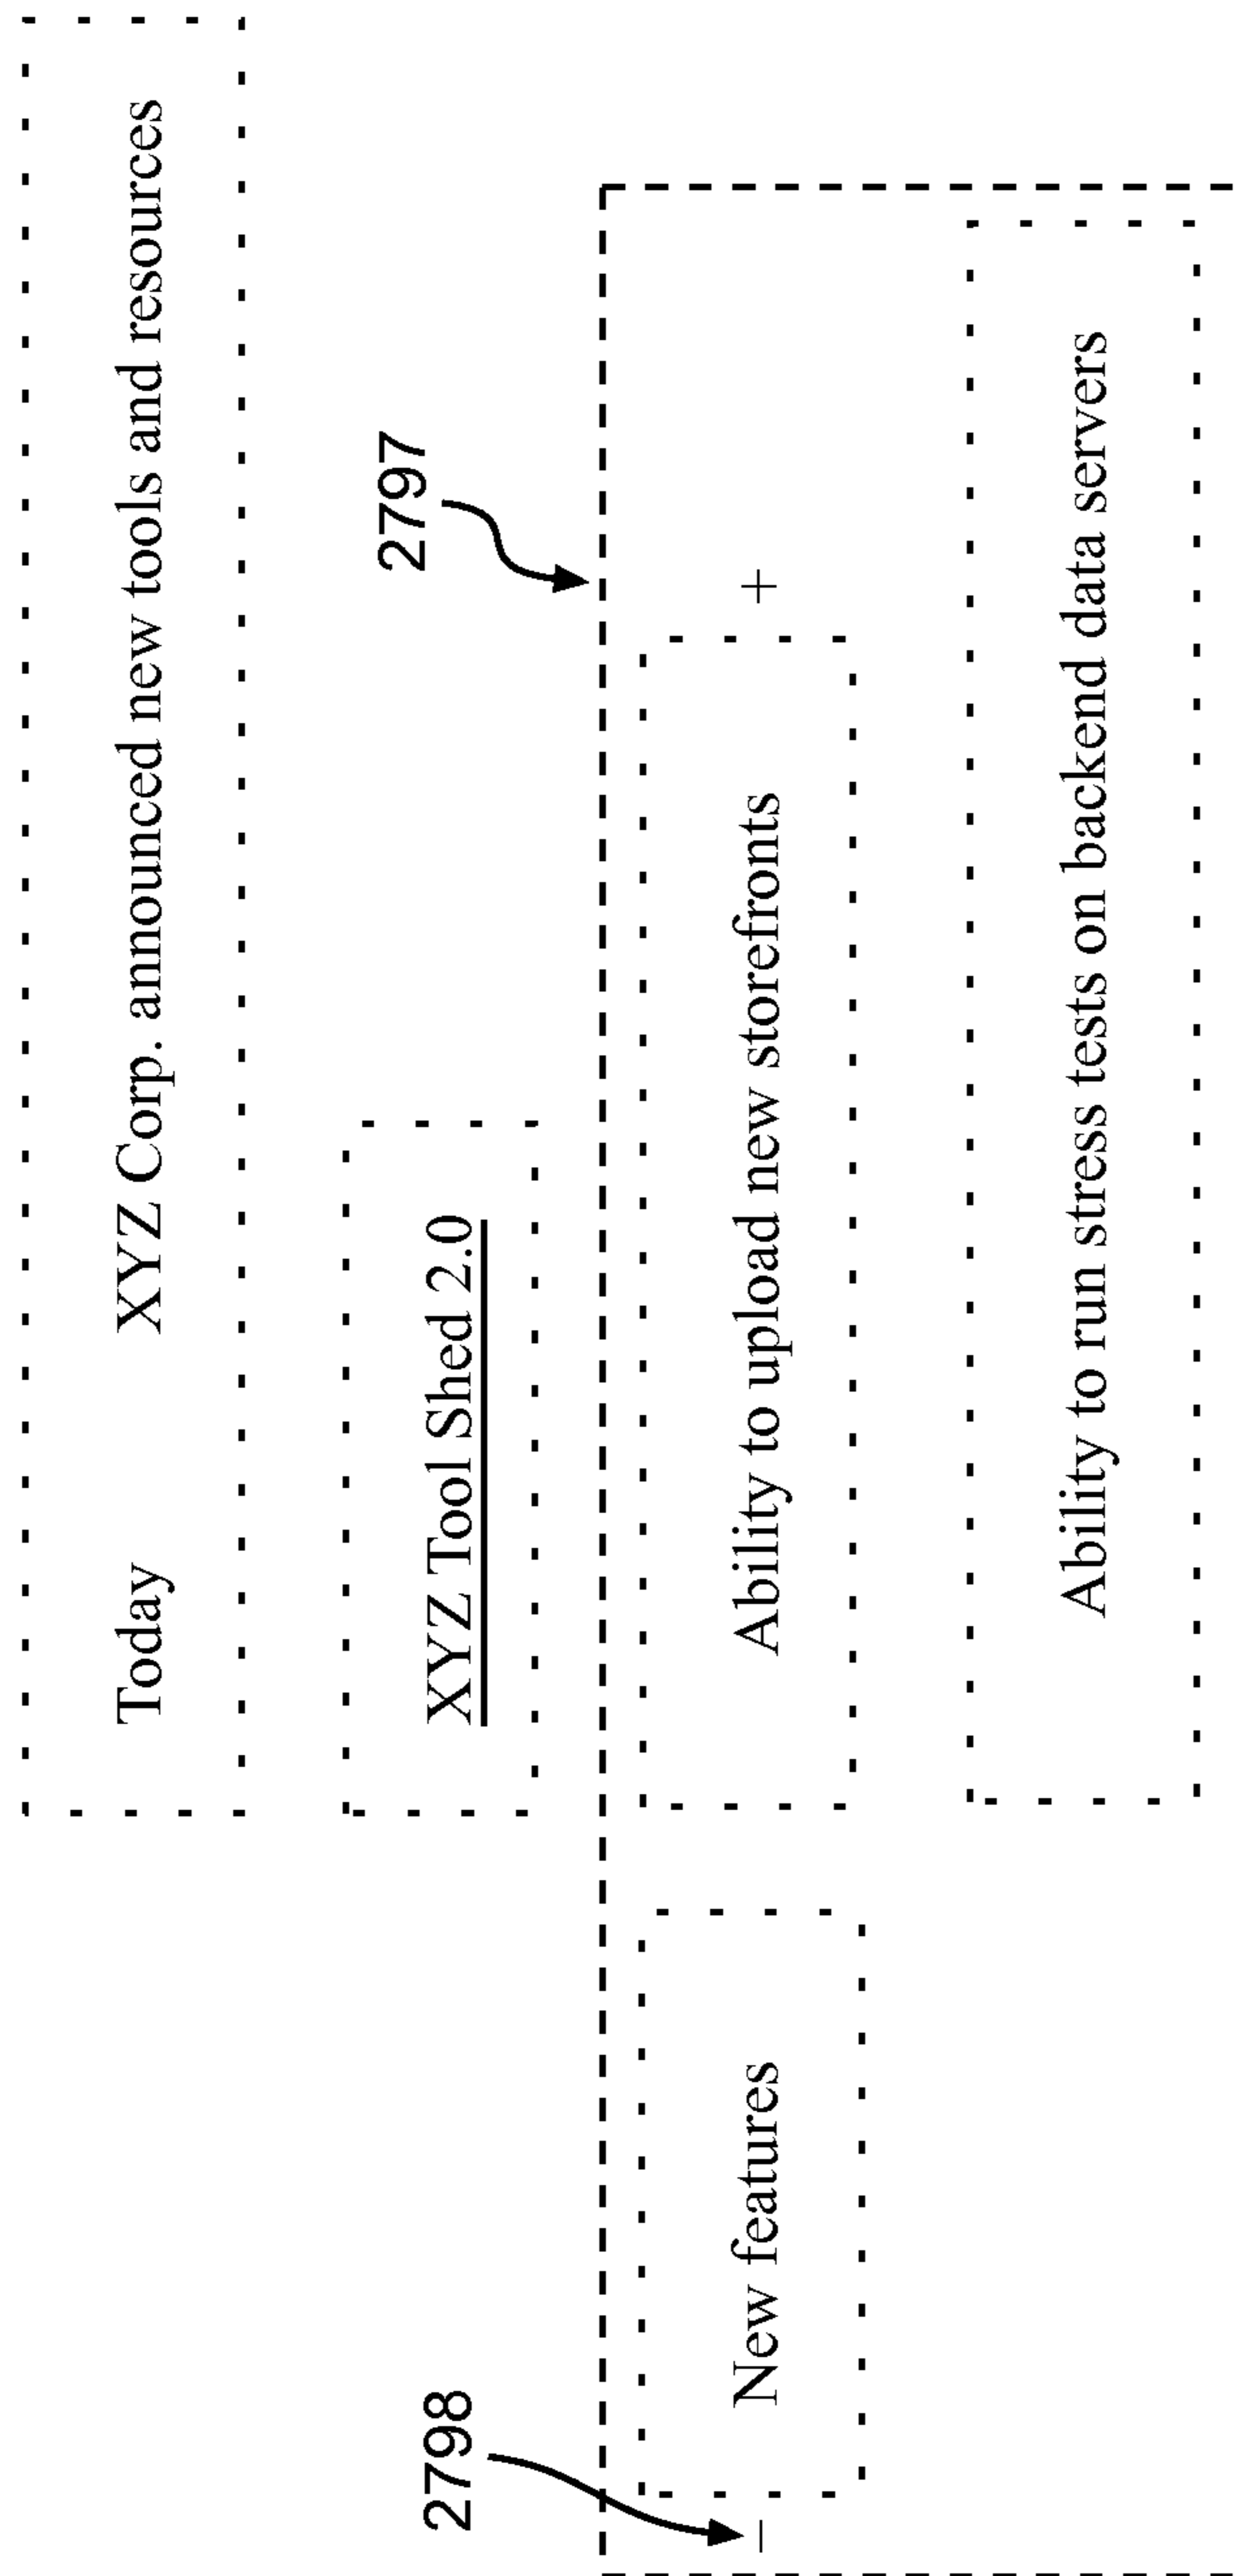 Today XYZ Corp. announced new tools and resources
2798 XYZ Tool Shed 2.0 2797
– New features Ability to upload new storefronts +
Ability to run stress tests on backend data servers